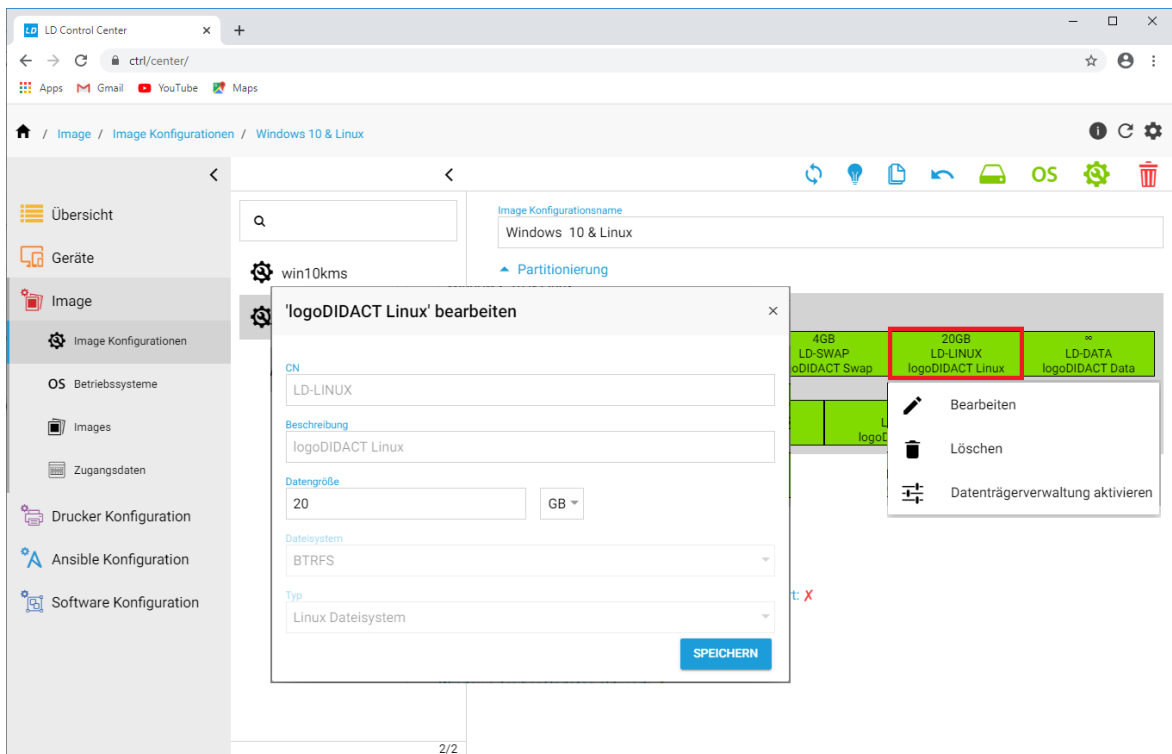 LD Control Center
ctrl/center/
Apps Gmail YouTube Maps
/ Image / Image Konfigurationen / Windows 10 & Linux
OS
Übersicht
Geräte
Image
Image Konfigurationen
OS Betriebssysteme
Images
Zugangsdaten
Drucker Konfiguration
Ansible Konfiguration
Software Konfiguration
win10kms
2/2
Image Konfigurationsname
Windows 10 & Linux
Partitionierung
4GB
LD-SWAP
oDIDACT Swap
20GB
LD-LINUX
logoDIDACT Linux
∞
LD-DATA
logoDIDACT Data
Bearbeiten
Löschen
Datenträgerverwaltung aktivieren
'logoDIDACT Linux' bearbeiten
CN
LD-LINUX
Beschreibung
logoDIDACT Linux
Datengröße
20 GB
Dateisystem
BTRFS
Typ
Linux Dateisystem
SPEICHERN